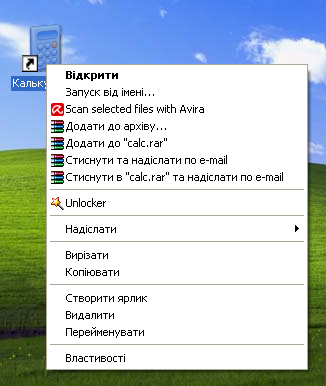 Відкрити
Запуск від імені...
Scan selected files with Avira
Додати до архіву...
Додати до "calc.rar"
Стиснути та надіслати по e-mail
Стиснути в "calc.rar" та надіслати по e-mail
Unlocker
Надіслати
Вирізати
Копіювати
Створити ярлик
Видалити
Перейменувати
Властивості